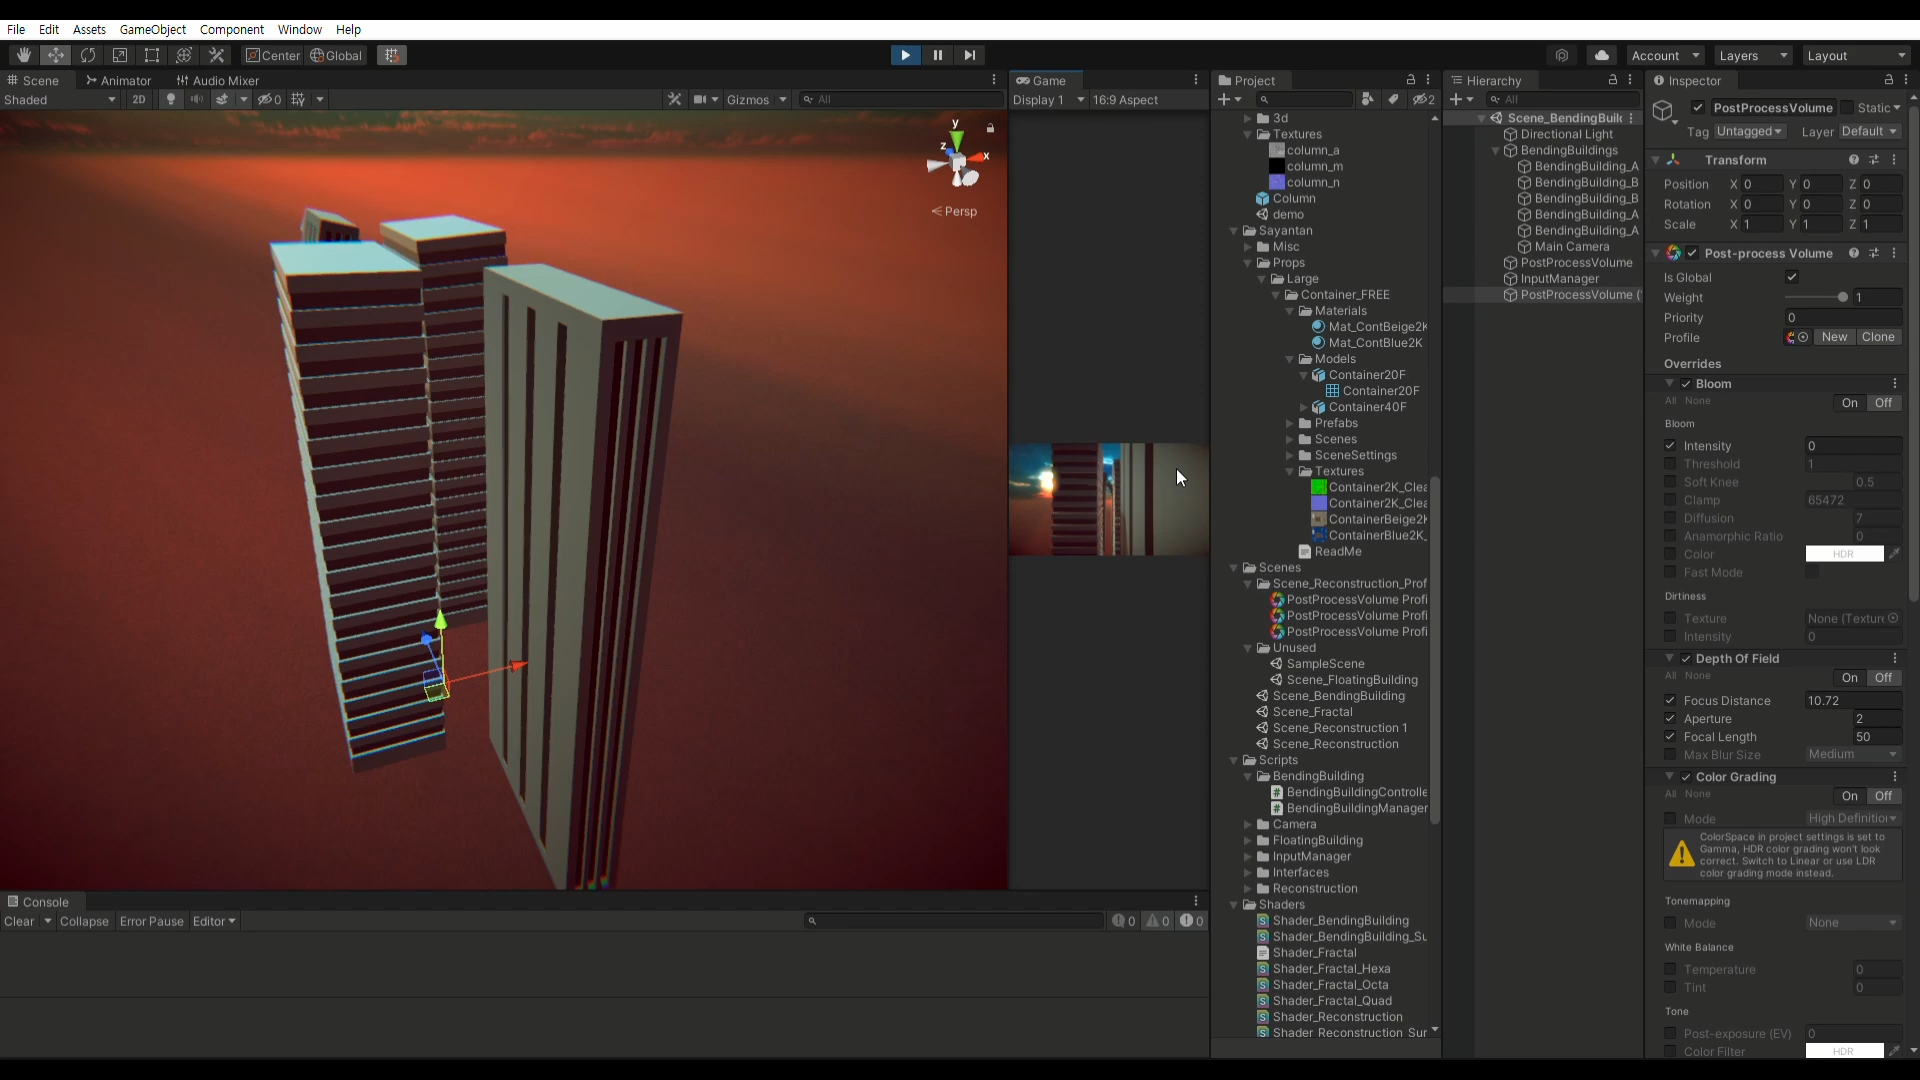 File Edit Assets GameObject Component Window Help
Center Global Account Layers Layout
Scene Animator Audio Mixer
Shaded 2D 0 Gizmos All
y
z x
Persp
Game
Display 1 16:9 Aspect
Console
Clear Collapse Error Pause Editor 0 0 0
Project
2
3d
Textures
column_a
column_m
column_n
Column
demo
Sayantan
Misc
Props
Large
Container_FREE
Materials
Mat_ContBeige2K
Mat_ContBlue2K
Models
Container20F
Container20F
Container40F
Prefabs
Scenes
SceneSettings
Textures
Container2K_Clea
Container2K_Clea
ContainerBeige2K
ContainerBlue2K_
ReadMe
Scenes
Scene_Reconstruction_Prof
PostProcessVolume Profi
PostProcessVolume Profi
PostProcessVolume Profi
Unused
SampleScene
Scene_FloatingBuilding
Scene_BendingBuilding
Scene_Fractal
Scene_Reconstruction 1
Scene_Reconstruction
Scripts
BendingBuilding
BendingBuildingControlle
BendingBuildingManager
Camera
FloatingBuilding
InputManager
Interfaces
Reconstruction
Shaders
Shader_BendingBuilding
Shader_BendingBuilding_Su
Shader_Fractal
Shader_Fractal_Hexa
Shader_Fractal_Octa
Shader_Fractal_Quad
Shader_Reconstruction
Shader_Reconstruction_Sur
Hierarchy
All
Scene_BendingBuil
Directional Light
BendingBuildings
BendingBuilding_A
BendingBuilding_B
BendingBuilding_B
BendingBuilding_A
BendingBuilding_A
Main Camera
PostProcessVolume
InputManager
PostProcessVolume (
Inspector
PostProcessVolume Static
Tag Untagged Layer Default
Transform
Position X 0 Y 0 Z 0
Rotation X 0 Y 0 Z 0
Scale X 1 Y 1 Z 1
Post-process Volume
Is Global
Weight 1
Priority 0
Profile New Clone
Overrides
Bloom
All None On Off
Bloom
Intensity 0
Threshold 1
Soft Knee 0.5
Clamp 65472
Diffusion 7
Anamorphic Ratio 0
Color HDR
Fast Mode
Dirtiness
Texture None (Texture
Intensity 0
Depth Of Field
All None On Off
Focus Distance 10.72
Aperture 2
Focal Length 50
Max Blur Size Medium
Color Grading
All None On Off
Mode High Definition
ColorSpace in project settings is set to
Gamma, HDR color grading won't look
correct. Switch to Linear or use LDR
color grading mode instead.
Tonemapping
Mode None
White Balance
Temperature 0
Tint 0
Tone
Post-exposure (EV) 0
Color Filter HDR